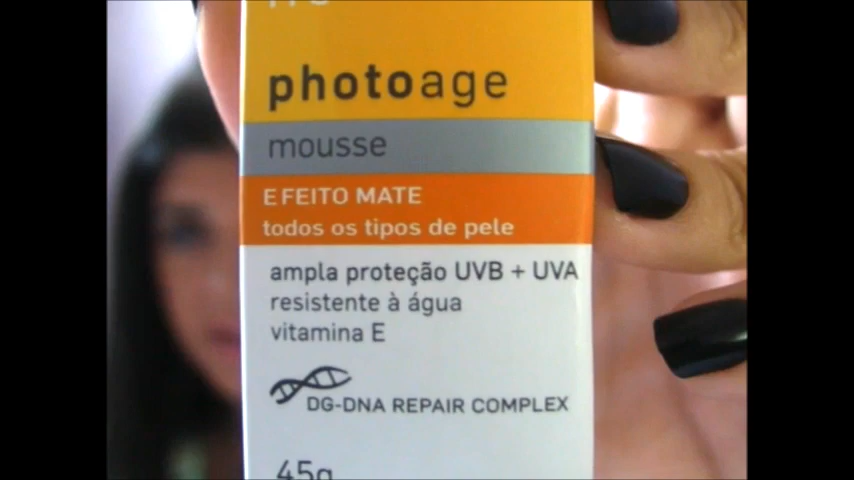 photoage
mousse
EFEITO MATE
todos os tipos de pele
ampla proteção UVB + UVA
resistente à água
vitamina E
DG-DNA REPAIR COMPLEX
45g